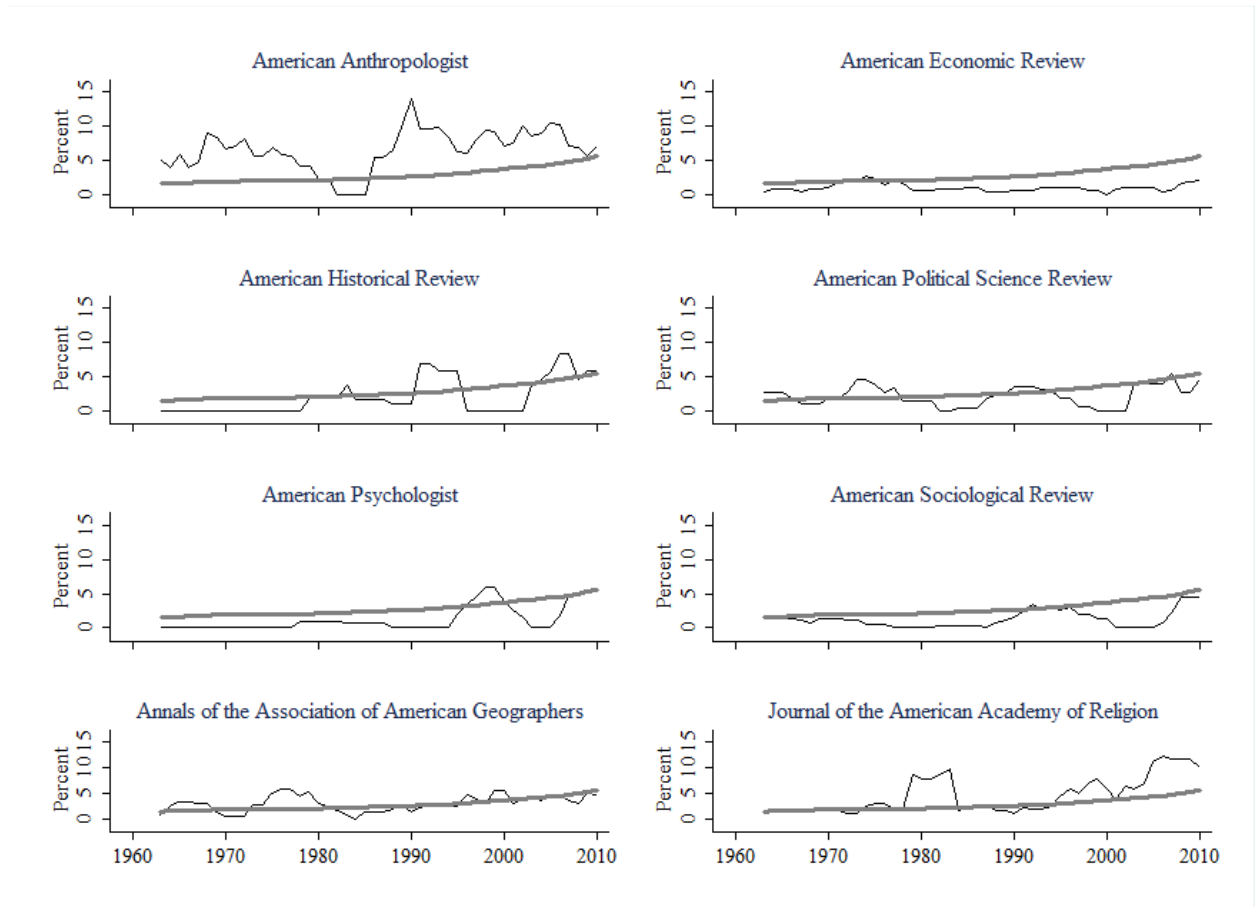 American Anthropologist
American Economic Review
Percent
0 5 10 15
1960 1970 1980 1990 2000 2010
Percent
0 5 10 15
1960 1970 1980 1990 2000 2010
American Historical Review
American Political Science Review
Percent
0 5 10 15
Percent
0 5 10 15
American Psychologist
American Sociological Review
Percent
0 5 10 15
Percent
0 5 10 15
Annals of the Association of American Geographers
Journal of the American Academy of Religion
Percent
0 5 10 15
Percent
0 5 10 15